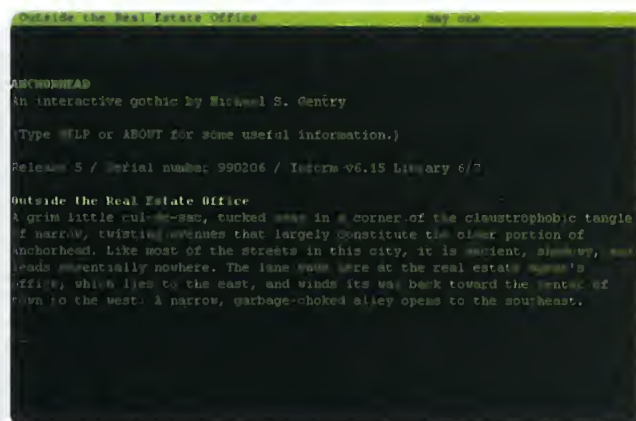 Outside the Real Estate Office day one
ANCHORHEAD
An interactive gothic by Michael S. Gentry
(Type HELP or ABOUT for some useful information.)
Release 5 / Serial number 990206 / Inform v6.15 Library 6/7
Outside the Real Estate Office
A grim little cul-de-sac, tucked away in a corner of the claustrophobic tangle
of narrow, twisting avenues that largely constitute the older portion of
Anchorhead. Like most of the streets in this city, it is ancient, shadowy, and
leads essentially nowhere. The lane ends here at the real estate agent's
office, which lies to the east, and winds its way back toward the center of
town to the west. A narrow, garbage-choked alley opens to the southeast.